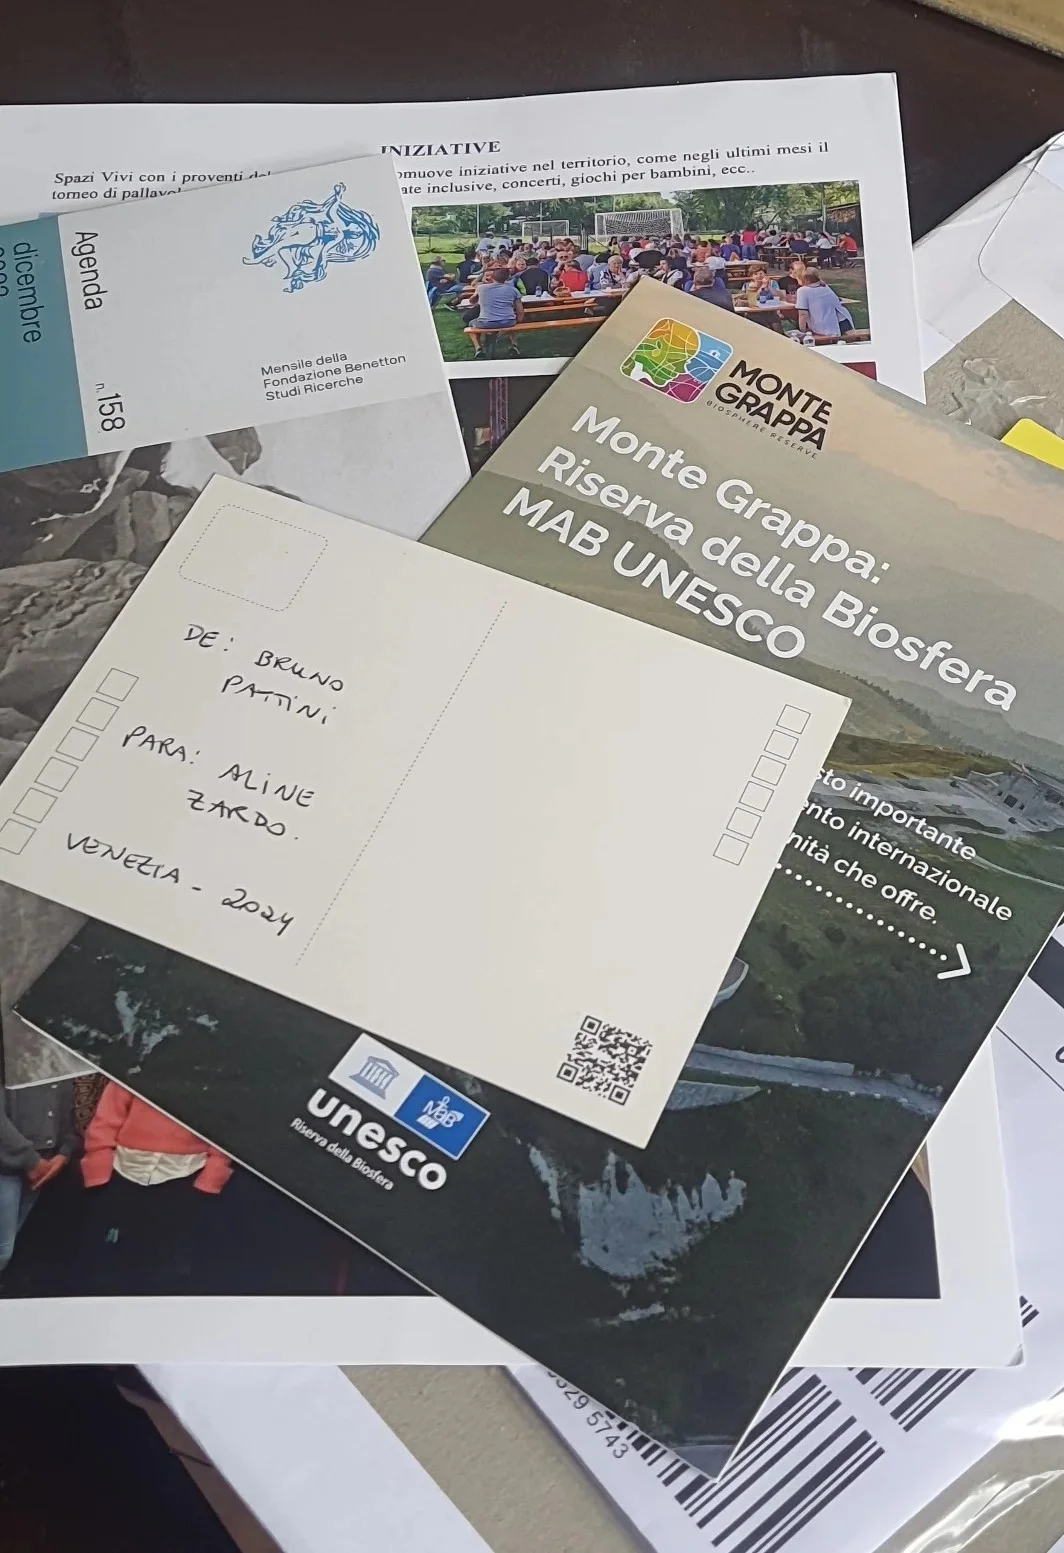 INIZIATIVE
Spazi Vivi con i proventi
omuove iniziative nel territorio, come negli ultimi mesi il
torneo di
ate inclusive, concerti, giochi per bambini, ecc..
dicembre
Agenda
n.158
Mensile della
Fondazione Benetton
Studi Ricerche
MONTE
GRAPPA
BIOSPHERE RESERVE
Monte Grappa:
Riserva della Biosfera
MAB UNESCO
sto importante
ento internazionale
nità che offre.
DE: BRUNO
PATTINI
PARA: ALINE
ZARDO.
VENEZIA - 2024
MAB
unesco
Riserva della Biosfera
5743